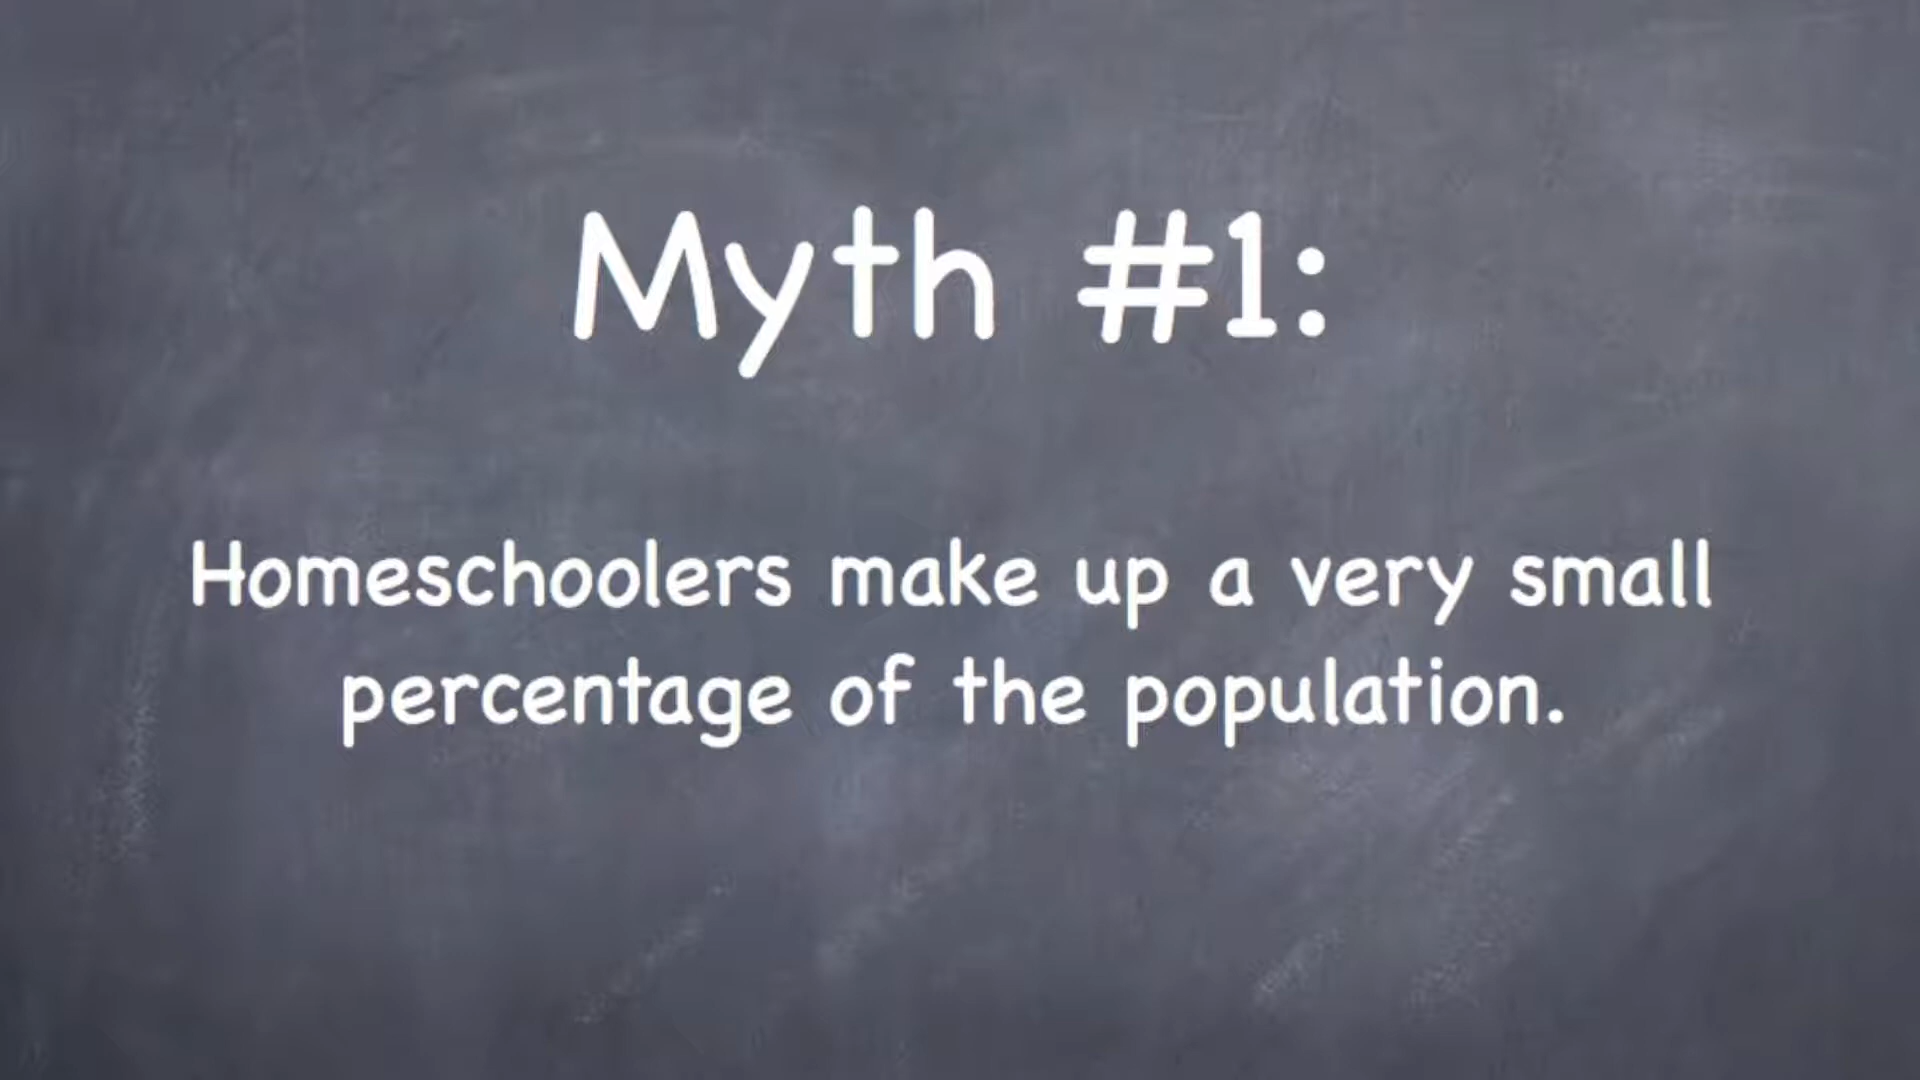 Myth #1:
Homeschoolers make up a very small
percentage of the population.